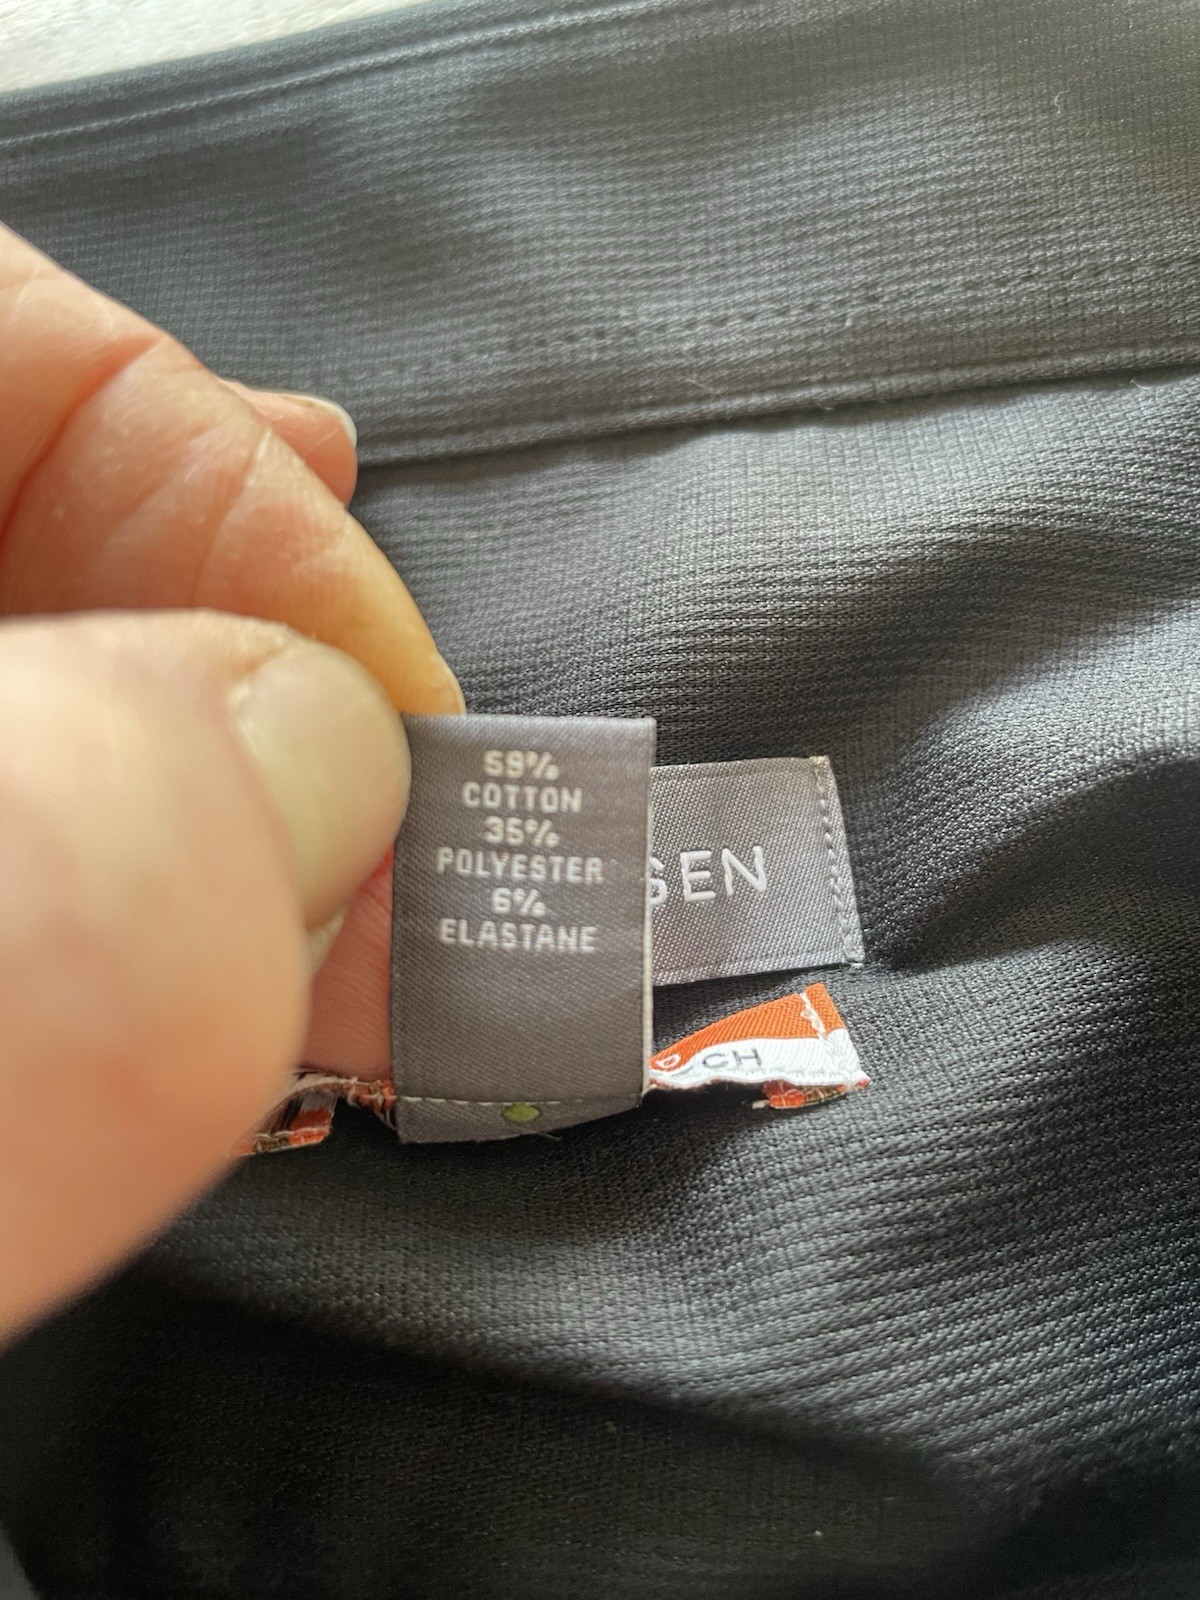 59%
COTTON
35%
POLYESTER
6%
ELASTANE
SEN
CH